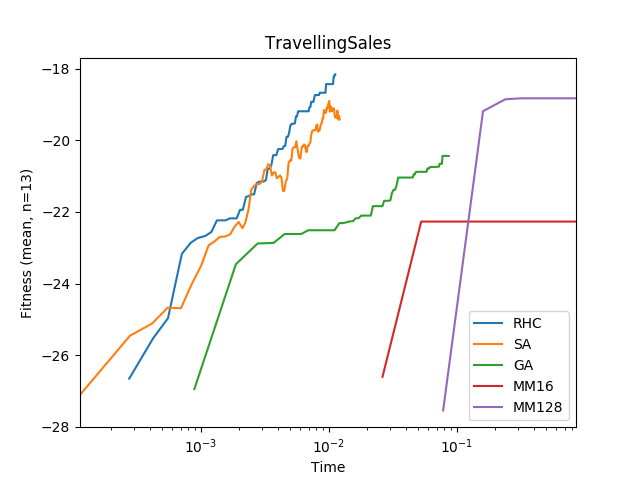 TravellingSales
−18
−20
−22
−24
−26
−28
Fitness (mean, n=13)
10⁻³
10⁻²
10⁻¹
Time
RHC
SA
GA
MM16
MM128